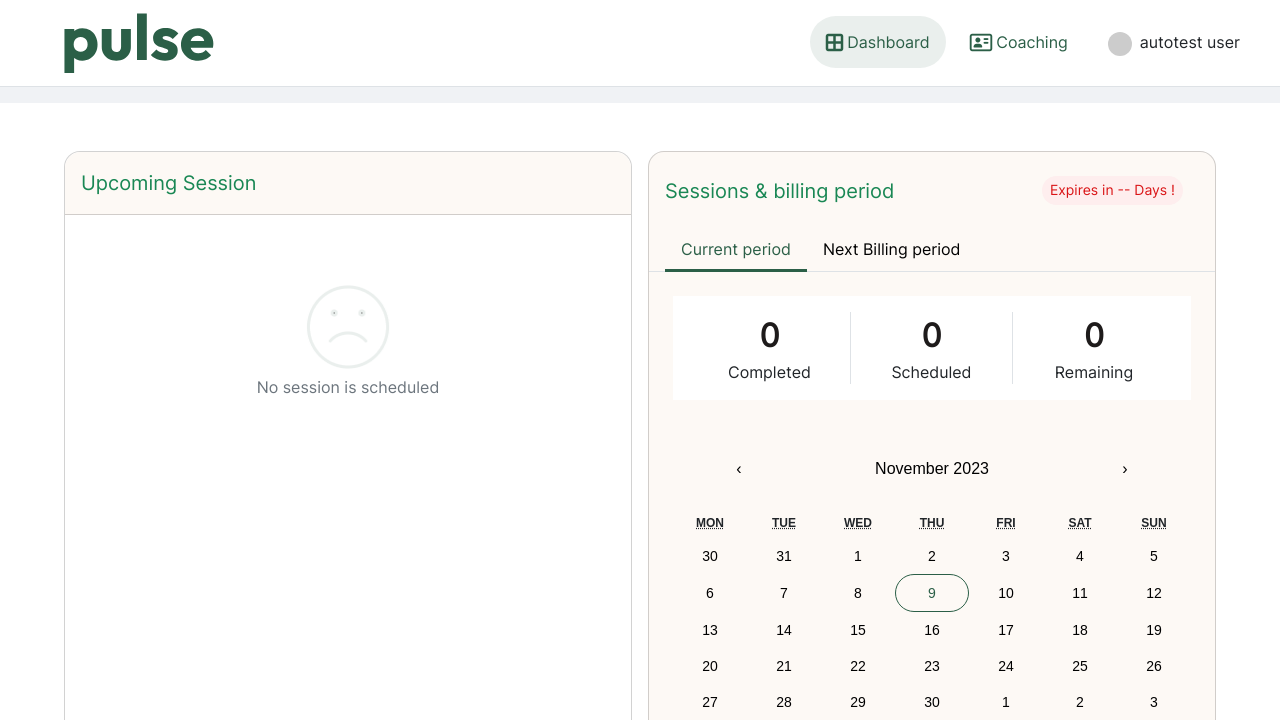 pulse
Dashboard
Coaching
autotest user
Upcoming Session
No session is scheduled
Sessions & billing period
Expires in -- Days !
Current period
Next Billing period
0 0 0
Completed Scheduled Remaining
‹ November 2023 ›
MON TUE WED THU FRI SAT SUN
30 31 1 2 3 4 5
6 7 8 9 10 11 12
13 14 15 16 17 18 19
20 21 22 23 24 25 26
27 28 29 30 1 2 3